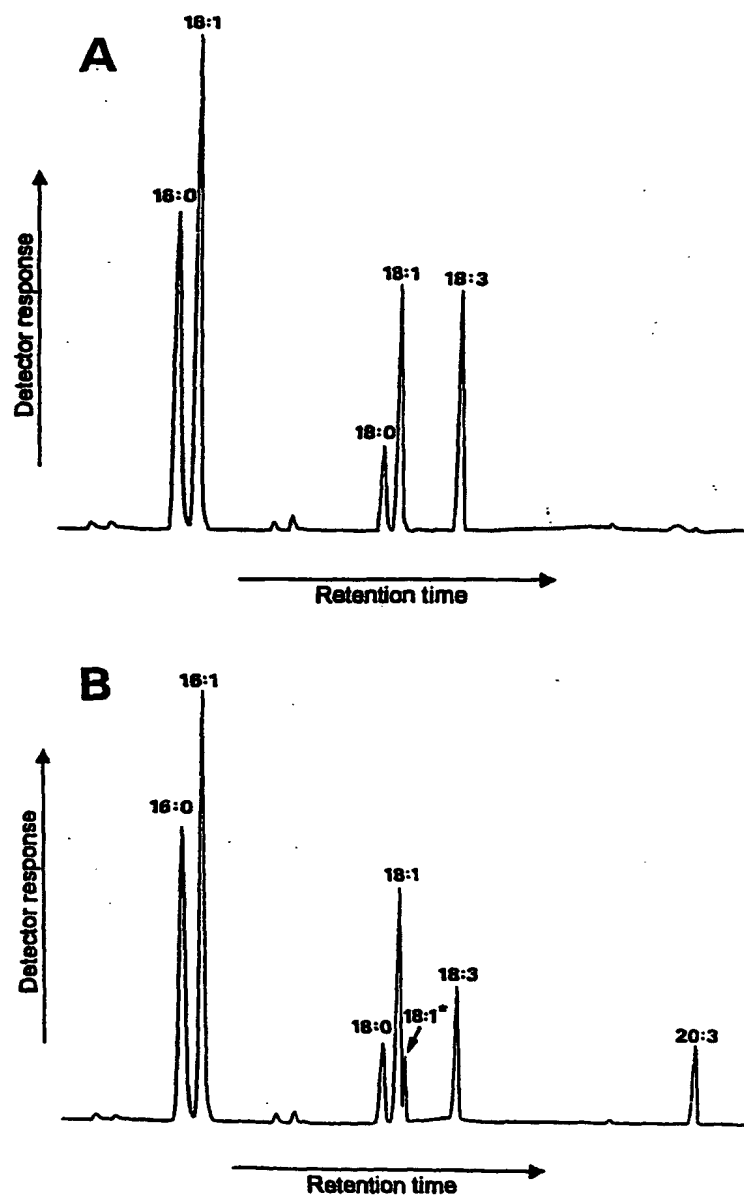 A
18:1
16:0
18:1
18:3
18:0
Detector response
Retention time
B
16:1
16:0
18:1
18:3
18:0
18:1*
20:3
Detector response
Retention time